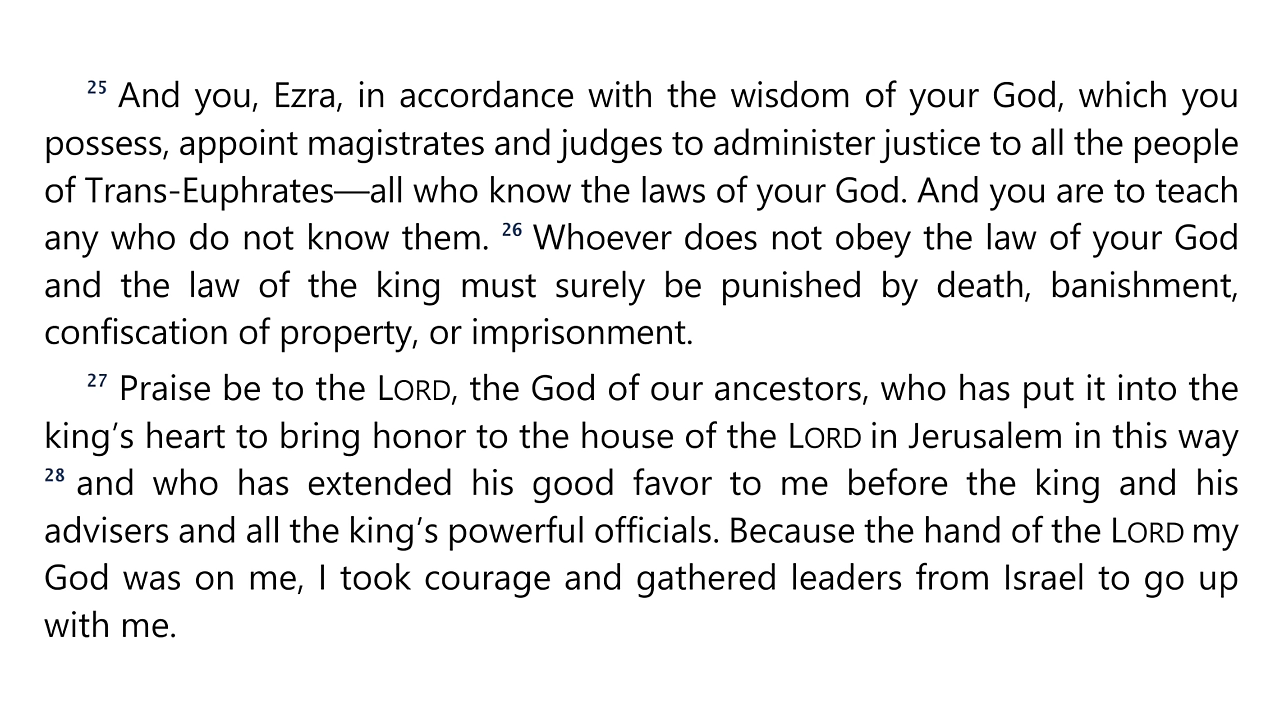 25 And you, Ezra, in accordance with the wisdom of your God, which you
possess, appoint magistrates and judges to administer justice to all the people
of Trans-Euphrates—all who know the laws of your God. And you are to teach
any who do not know them. 26 Whoever does not obey the law of your God
and the law of the king must surely be punished by death, banishment,
confiscation of property, or imprisonment.
27 Praise be to the LORD, the God of our ancestors, who has put it into the
king’s heart to bring honor to the house of the LORD in Jerusalem in this way
28 and who has extended his good favor to me before the king and his
advisers and all the king’s powerful officials. Because the hand of the LORD my
God was on me, I took courage and gathered leaders from Israel to go up
with me.